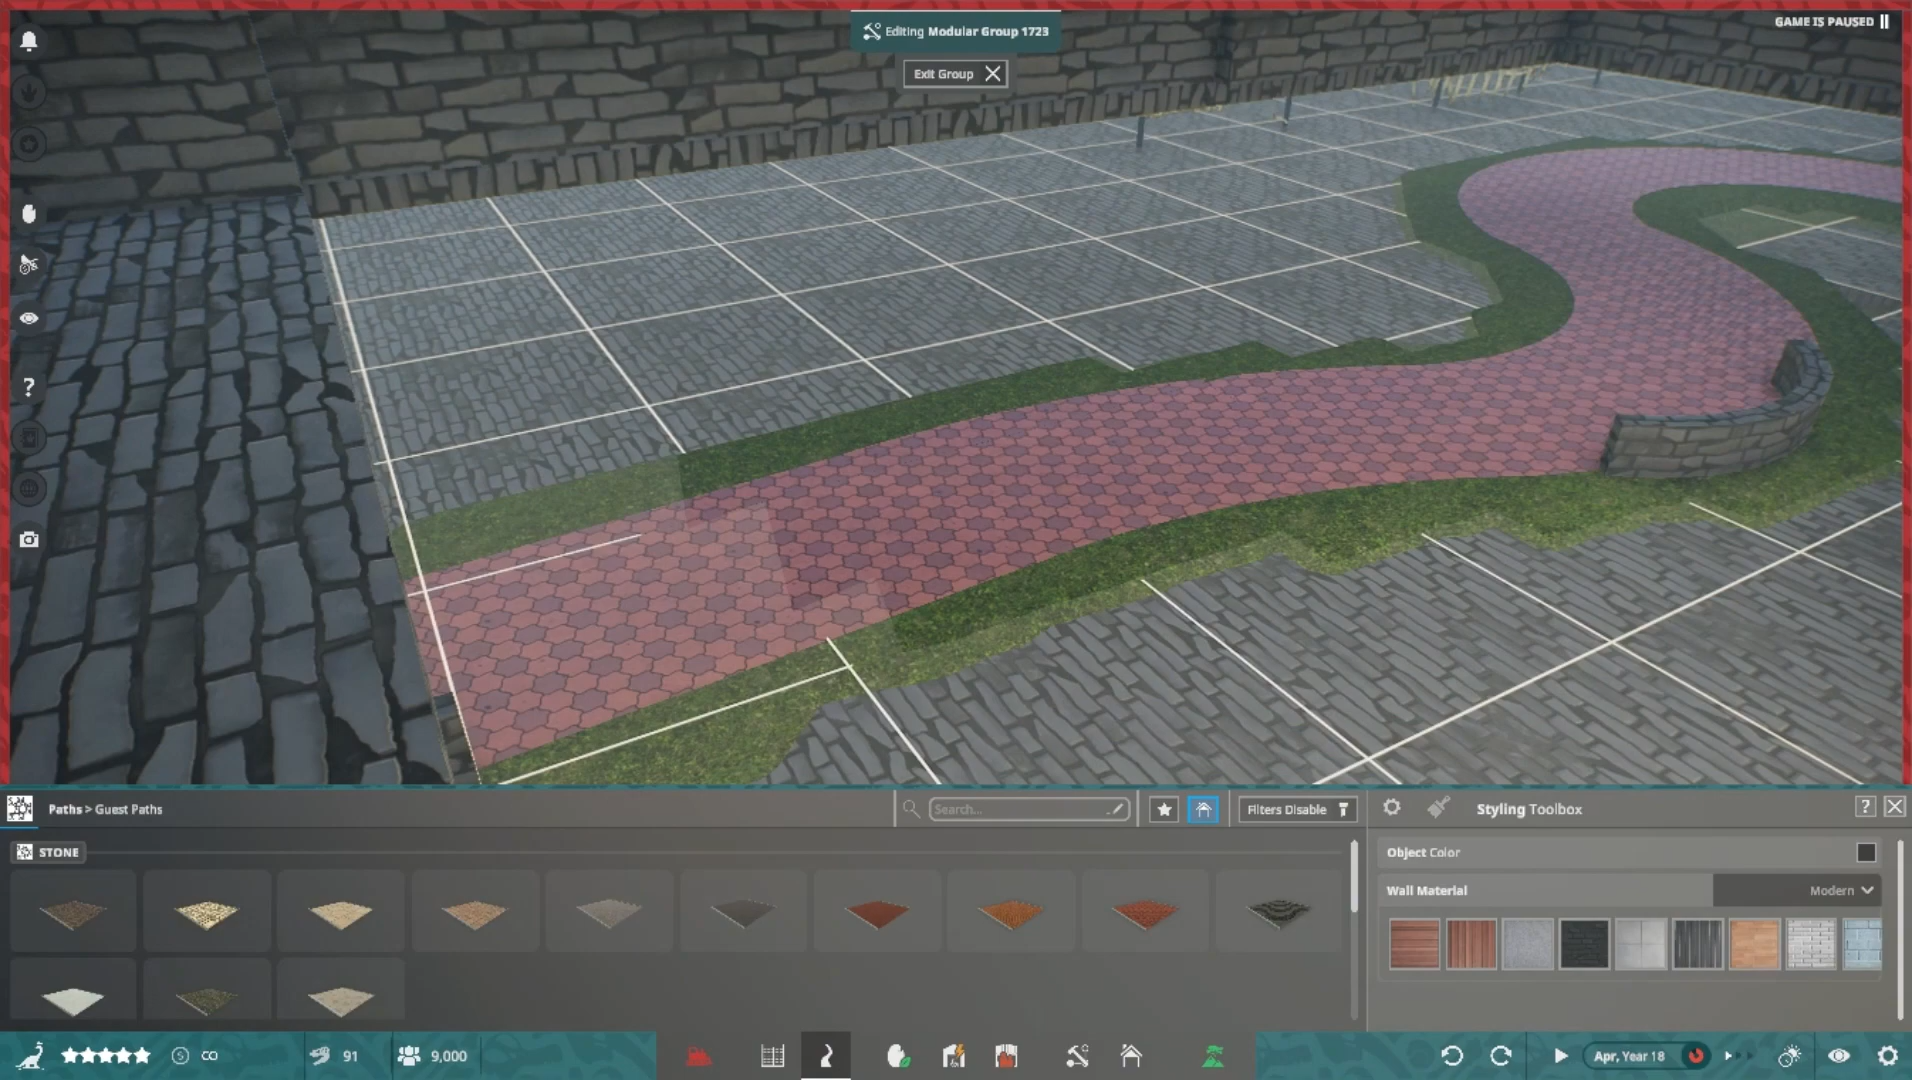 Editing Modular Group 1723
GAME IS PAUSED
Exit Group
?
Paths > Guest Paths
Search...
Filters Disable
Styling Toolbox
?
STONE
Object Color
Wall Material
Modern
91
9,000
Apr, Year 18